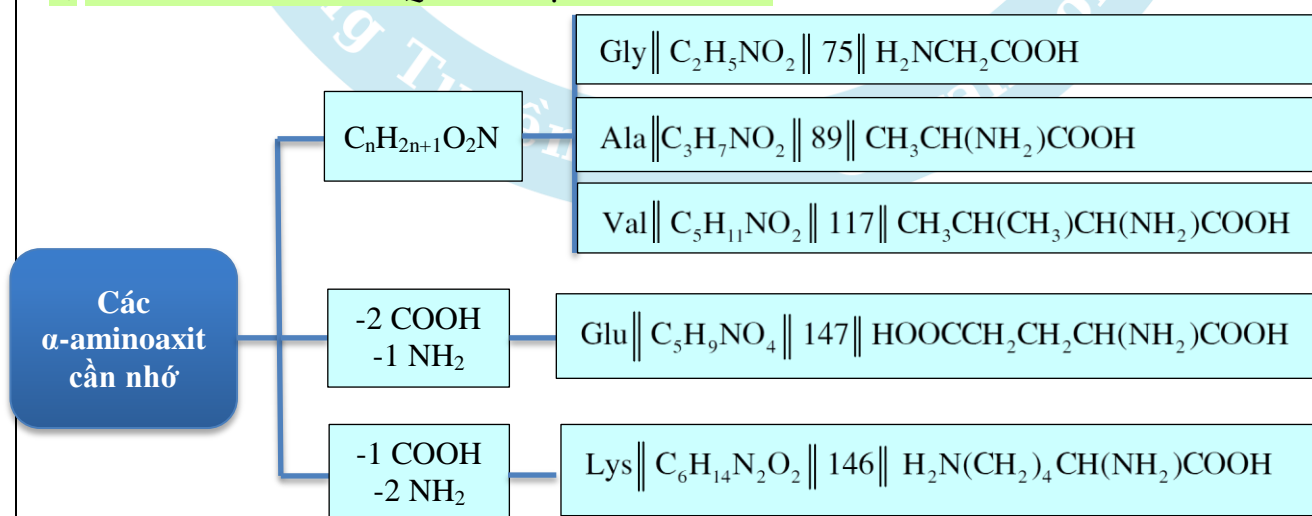 Các
α-aminoaxit
cần nhớ
CₙH₂ₙ₊₁O₂N
Gly‖ C₂H₅NO₂ ‖ 75‖ H₂NCH₂COOH
Ala‖C₃H₇NO₂ ‖ 89‖ CH₃CH(NH₂)COOH
Val‖ C₅H₁₁NO₂ ‖ 117‖ CH₃CH(CH₃)CH(NH₂)COOH
-2 COOH
-1 NH₂
Glu‖ C₅H₉NO₄ ‖ 147‖ HOOCCH₂CH₂CH(NH₂)COOH
-1 COOH
-2 NH₂
Lys‖ C₆H₁₄N₂O₂ ‖ 146‖ H₂N(CH₂)₄CH(NH₂)COOH